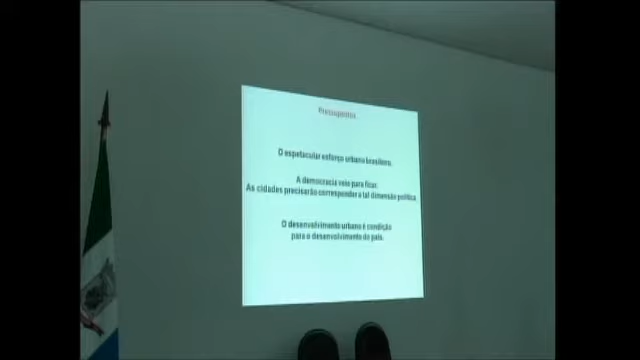 Pressupostos
O espetacular esforço urbano brasileiro.
A democracia veio para ficar.
As cidades precisarão corresponder a tal dimensão política.
O desenvolvimento urbano é condição
para o desenvolvimento do país.